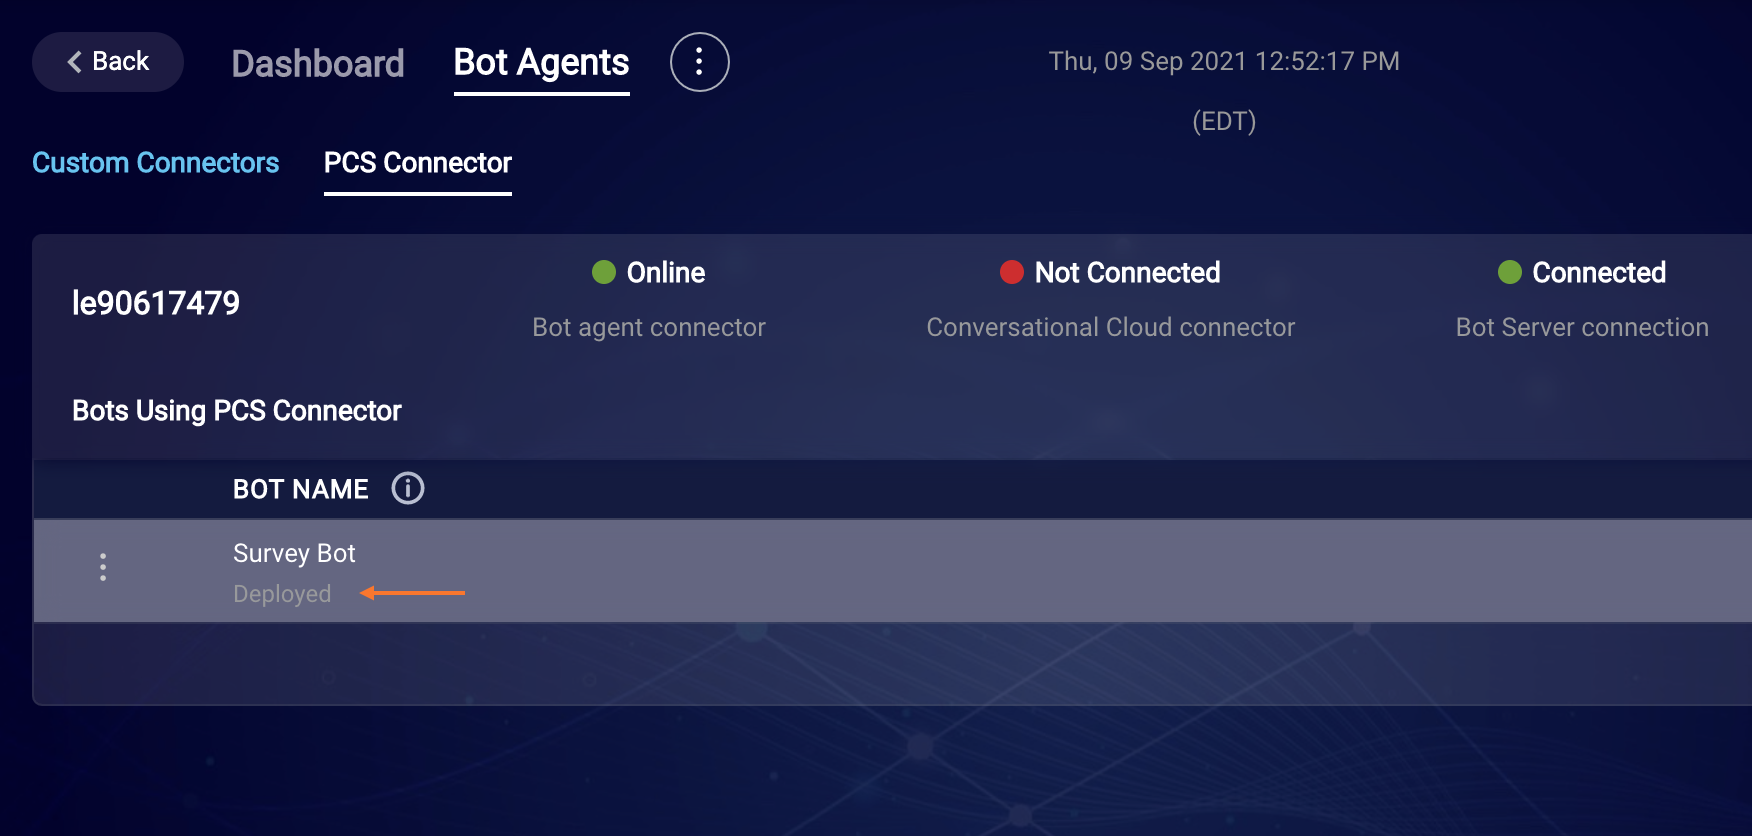 Back
Dashboard
Bot Agents
Thu, 09 Sep 2021 12:52:17 PM
(EDT)
Custom Connectors
PCS Connector
le90617479
Online
Bot agent connector
Not Connected
Conversational Cloud connector
Connected
Bot Server connection
Bots Using PCS Connector
BOT NAME
Survey Bot
Deployed